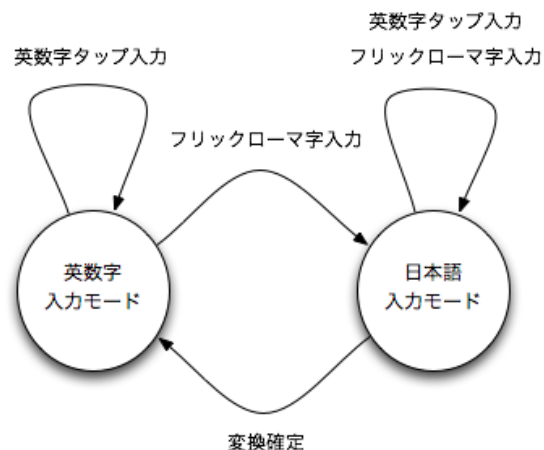 英数字タップ入力
フリックローマ字入力
英数字タップ入力
フリックローマ字入力
英数字
入力モード
日本語
入力モード
変換確定